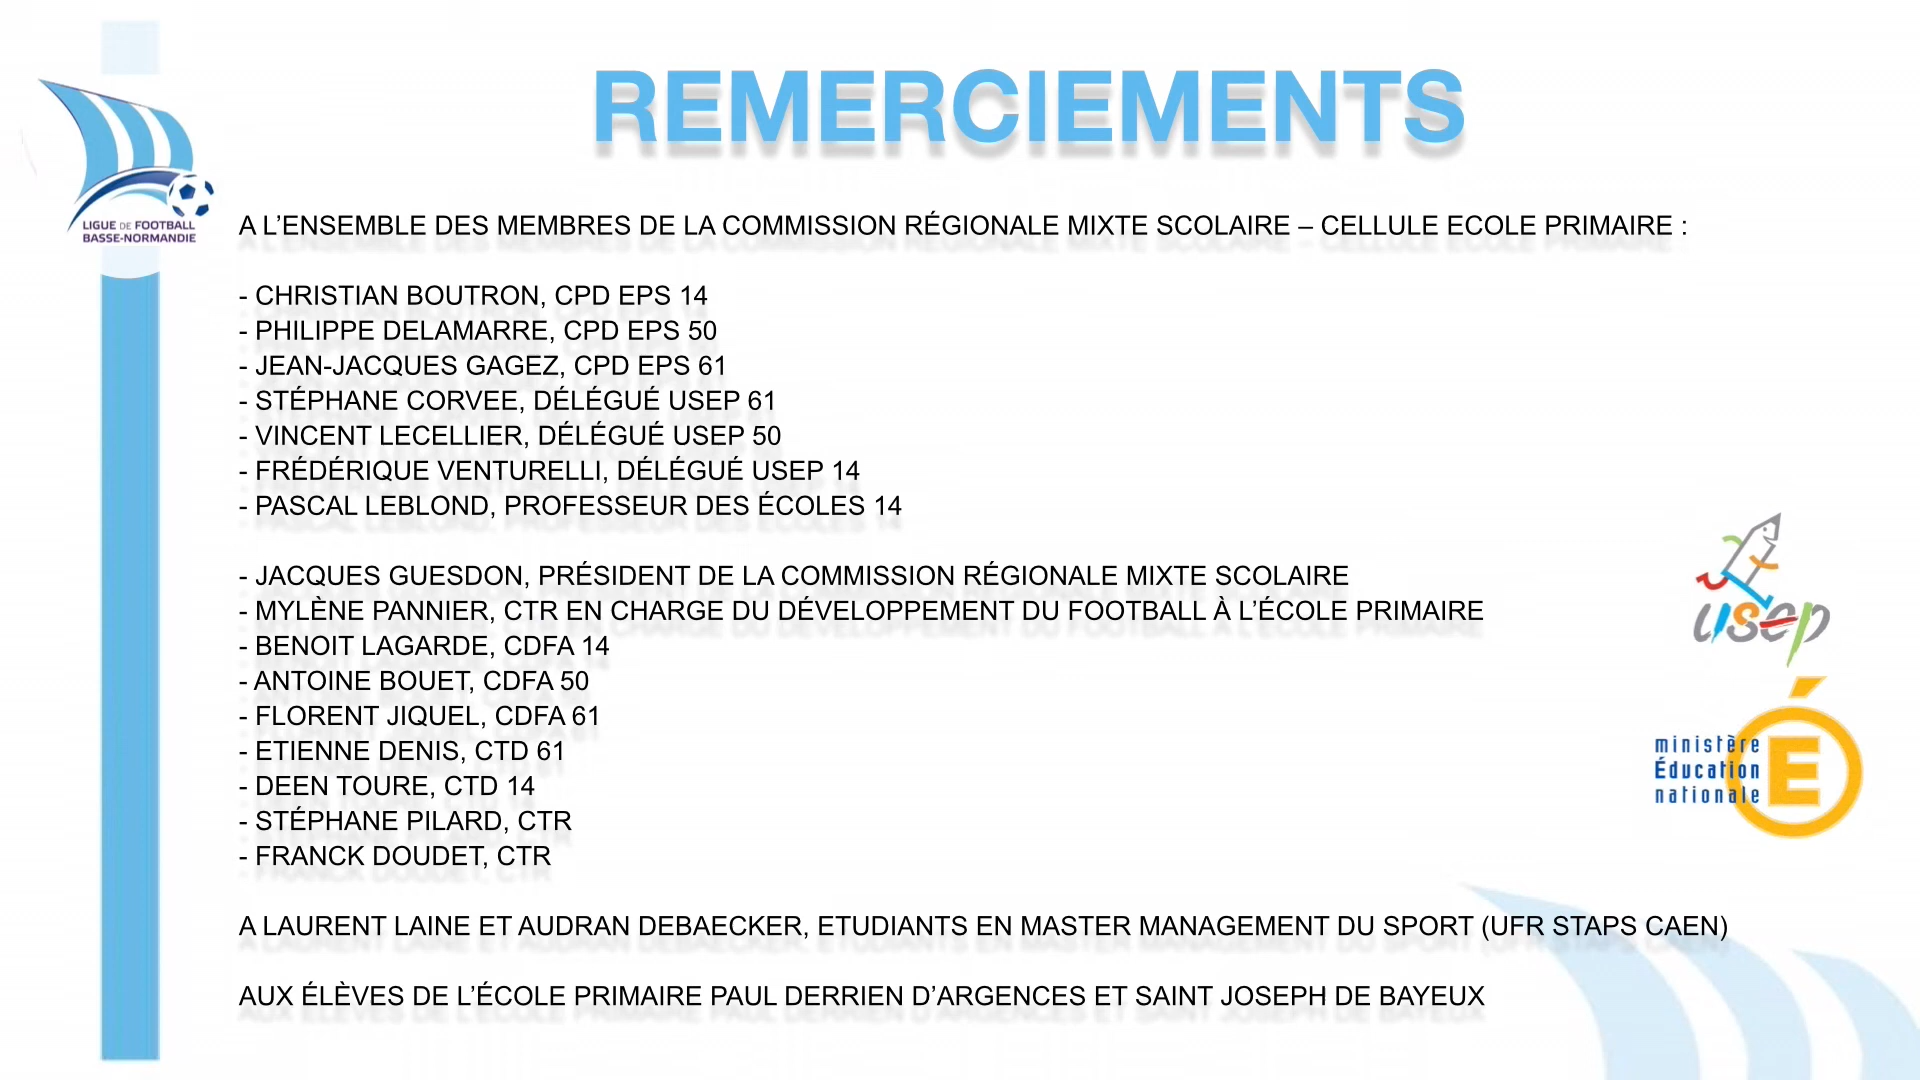 REMERCIEMENTS
LIGUE DE FOOTBALL
BASSE-NORMANDIE
A L’ENSEMBLE DES MEMBRES DE LA COMMISSION RÉGIONALE MIXTE SCOLAIRE – CELLULE ECOLE PRIMAIRE :
- CHRISTIAN BOUTRON, CPD EPS 14
- PHILIPPE DELAMARRE, CPD EPS 50
- JEAN-JACQUES GAGEZ, CPD EPS 61
- STÉPHANE CORVEE, DÉLÉGUÉ USEP 61
- VINCENT LECELLIER, DÉLÉGUÉ USEP 50
- FRÉDÉRIQUE VENTURELLI, DÉLÉGUÉ USEP 14
- PASCAL LEBLOND, PROFESSEUR DES ÉCOLES 14
- JACQUES GUESDON, PRÉSIDENT DE LA COMMISSION RÉGIONALE MIXTE SCOLAIRE
- MYLÈNE PANNIER, CTR EN CHARGE DU DÉVELOPPEMENT DU FOOTBALL À L’ÉCOLE PRIMAIRE
- BENOIT LAGARDE, CDFA 14
- ANTOINE BOUET, CDFA 50
- FLORENT JIQUEL, CDFA 61
- ETIENNE DENIS, CTD 61
- DEEN TOURE, CTD 14
- STÉPHANE PILARD, CTR
- FRANCK DOUDET, CTR
usep
ministère
Éducation
nationale
É
A LAURENT LAINE ET AUDRAN DEBAECKER, ETUDIANTS EN MASTER MANAGEMENT DU SPORT (UFR STAPS CAEN)
AUX ÉLÈVES DE L’ÉCOLE PRIMAIRE PAUL DERRIEN D’ARGENCES ET SAINT JOSEPH DE BAYEUX